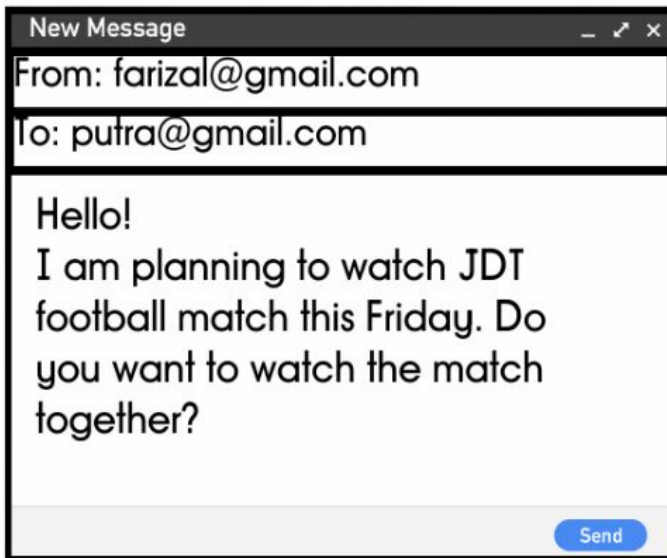 New Message
From: farizal@gmail.com
To: putra@gmail.com
Hello!
I am planning to watch JDT
football match this Friday. Do
you want to watch the match
together?
Send